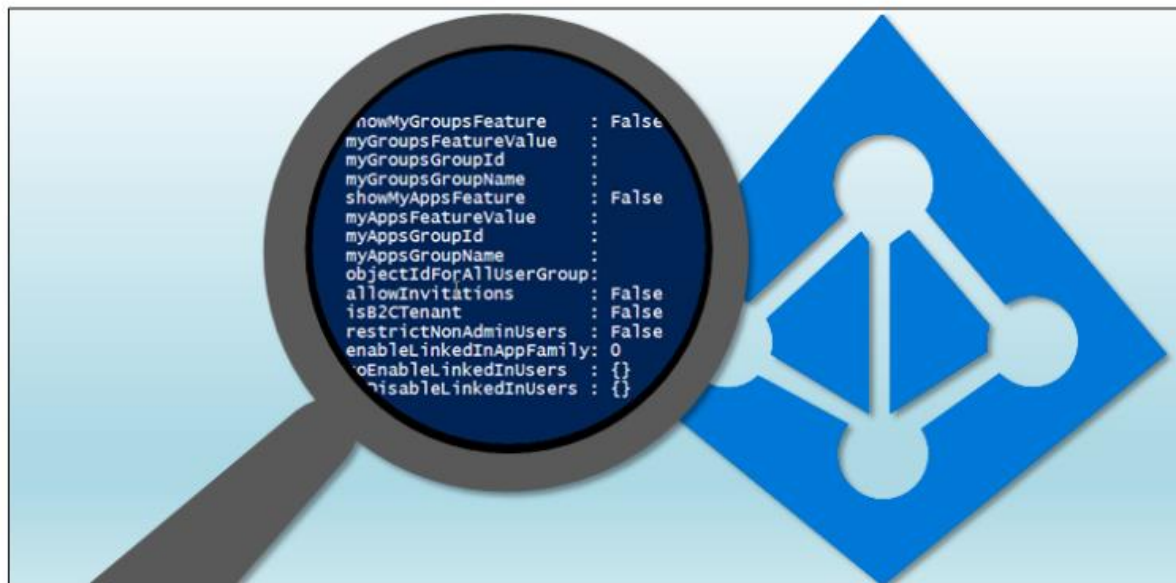 howMyGroupsFeature : False
myGroupsFeatureValue :
myGroupsGroupId :
myGroupsGroupName :
showMyAppsFeature : False
myAppsFeatureValue :
myAppsGroupId :
myAppsGroupName :
objectIdForAllUserGroup:
allowInvitations : False
isB2CTenant : False
restrictNonAdminUsers : False
enableLinkedInAppFamily: 0
oEnableLinkedInUsers : {}
DisableLinkedInUsers : {}